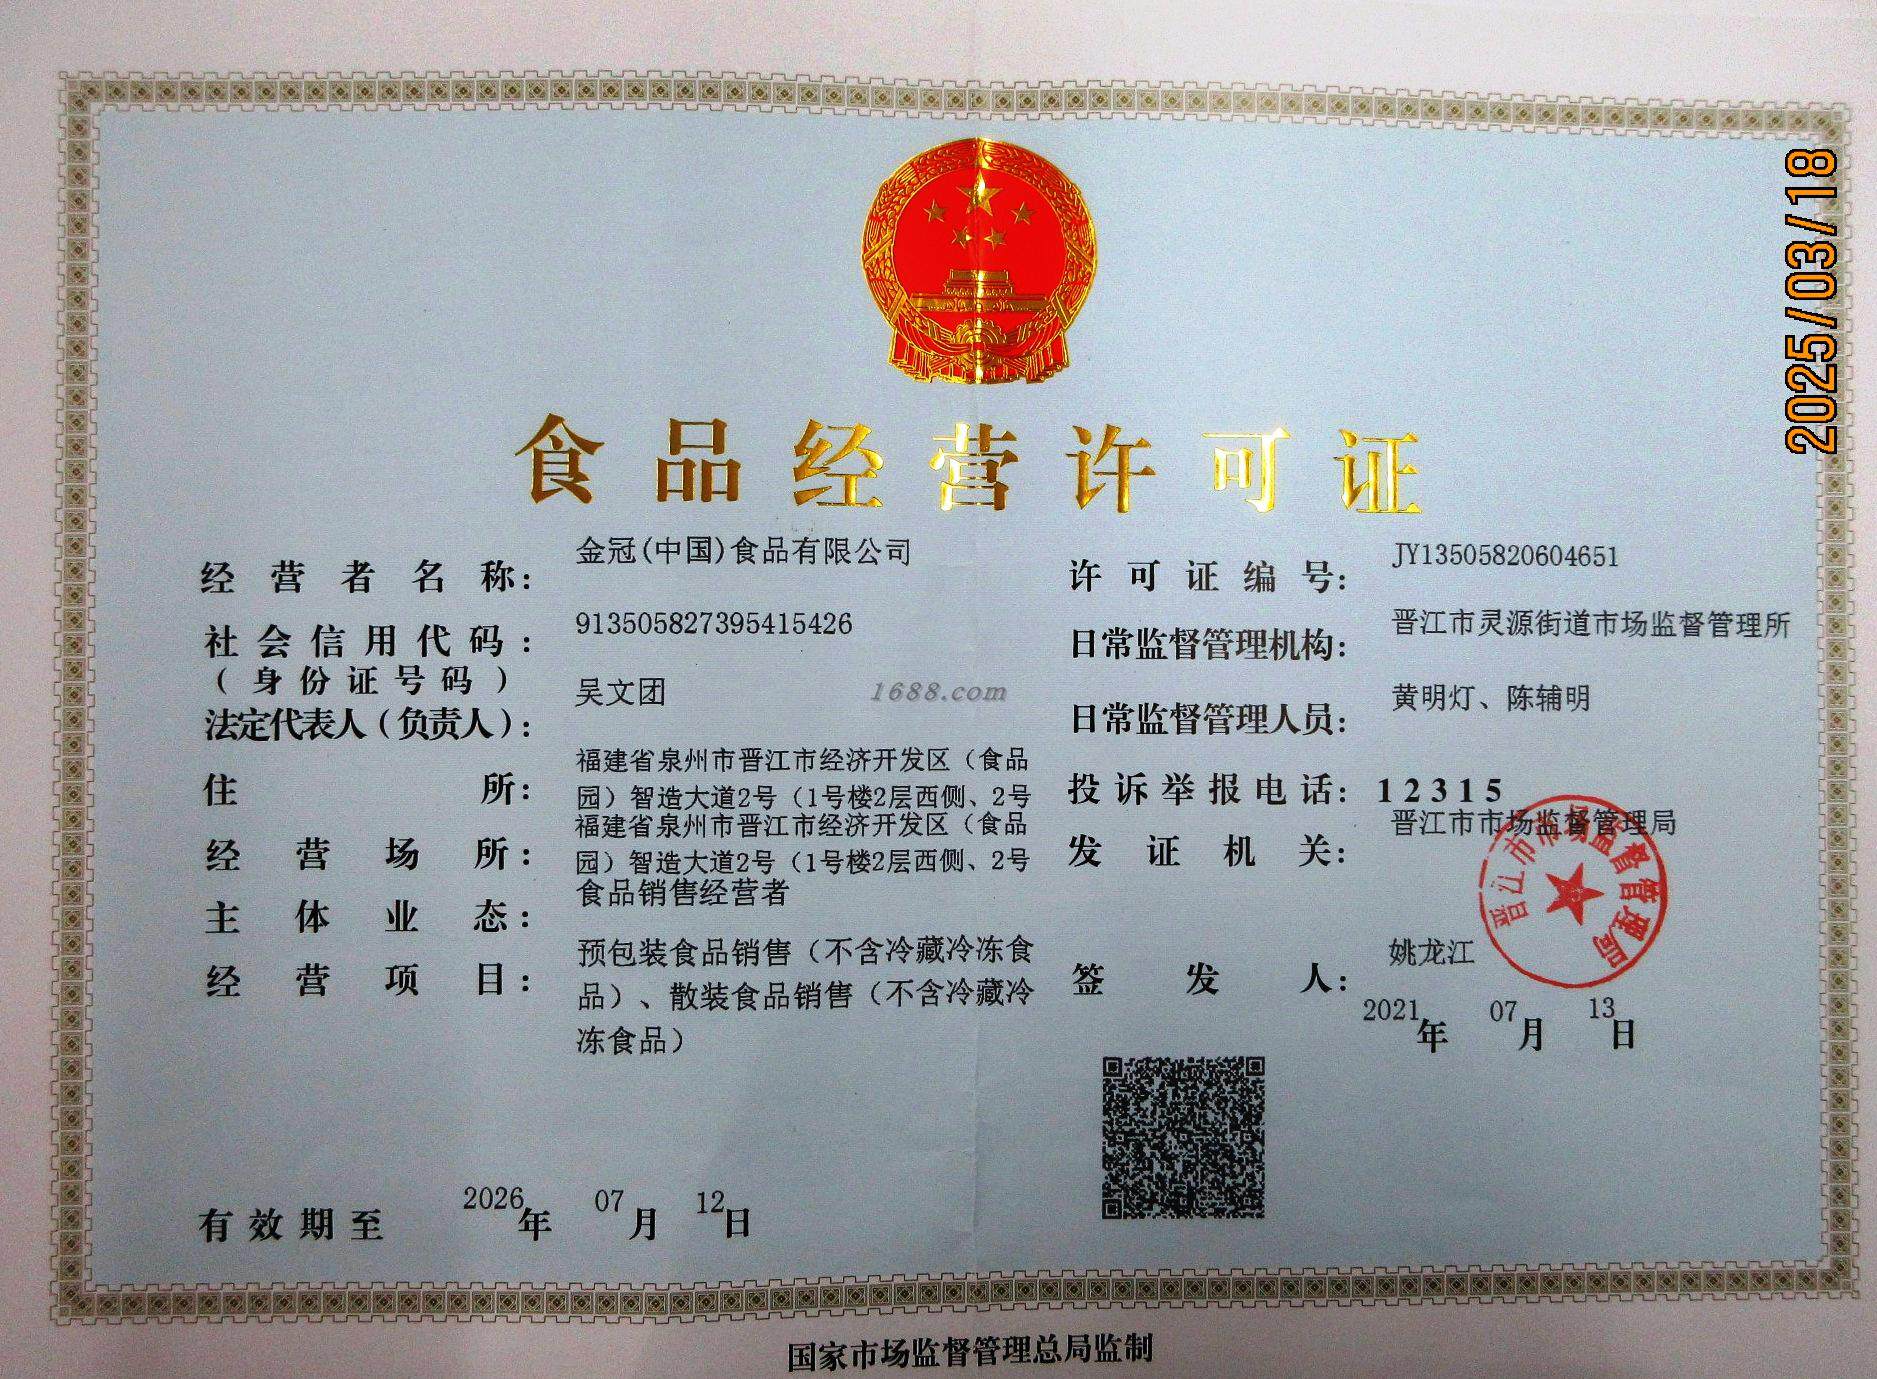 2025/03/18
食品经营许可证
经营者名称：金冠(中国)食品有限公司
社会信用代码：913505827395415426
（身份证号码）
法定代表人（负责人）：吴文团
住所：福建省泉州市晋江市经济开发区（食品
园）智造大道2号（1号楼2层西侧、2号
经营场所：福建省泉州市晋江市经济开发区（食品
园）智造大道2号（1号楼2层西侧、2号
主体业态：食品销售经营者
经营项目：预包装食品销售（不含冷藏冷冻食
品）、散装食品销售（不含冷藏冷
冻食品）
有效期至 2026年07月12日
许可证编号：JY13505820604651
日常监督管理机构：晋江市灵源街道市场监督管理所
日常监督管理人员：黄明灯、陈辅明
投诉举报电话：12315
发证机关：晋江市市场监督管理局
晋江市市场监督管理局
签发人：姚龙江
2021年07月13日
1688.com
国家市场监督管理总局监制